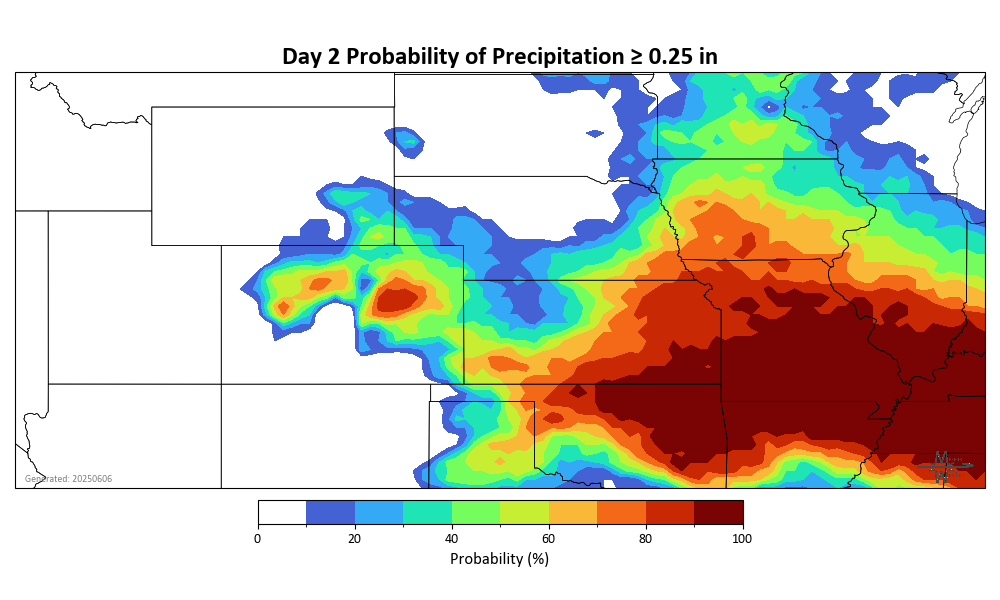 Day 2 Probability of Precipitation ≥ 0.25 in
Generated: 20250606
0 20 40 60 80 100
Probability (%)